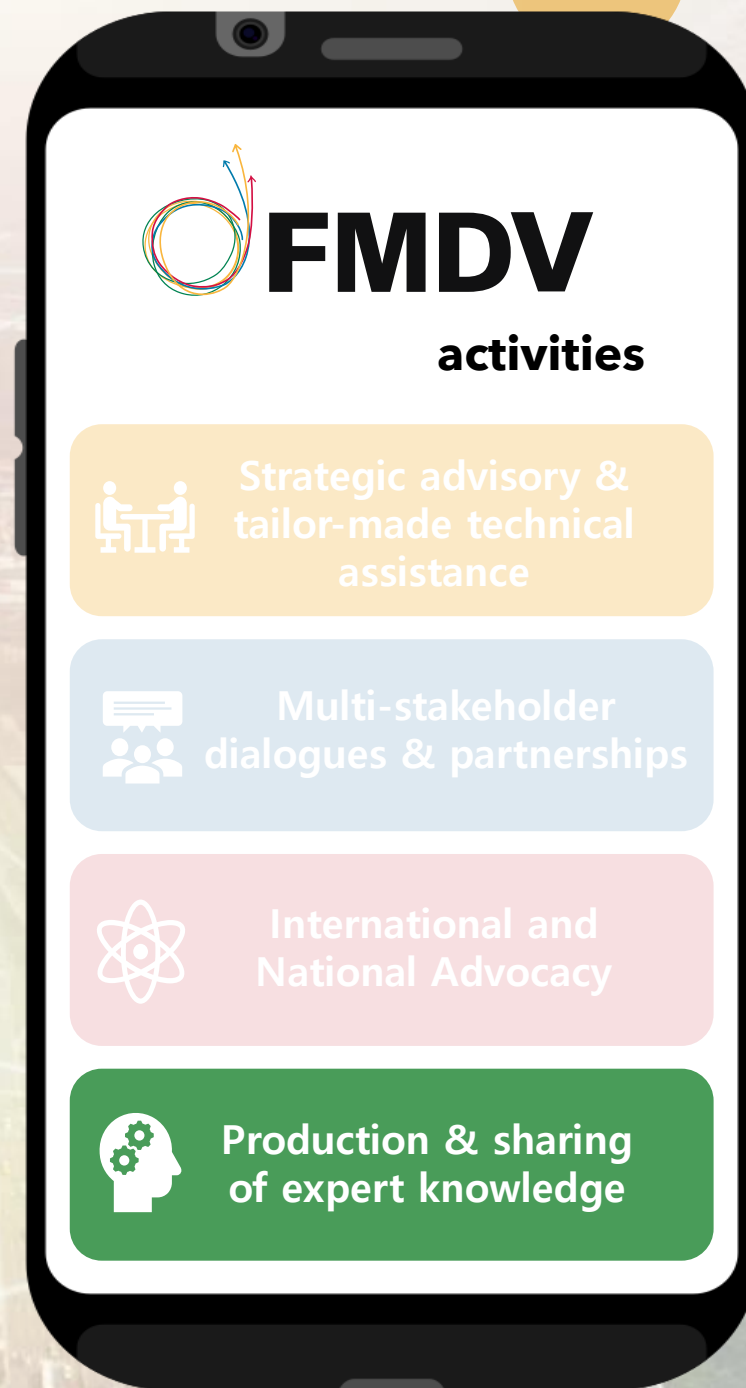 FMDV
activities
Strategic advisory &
tailor-made technical
assistance
Multi-stakeholder
dialogues & partnerships
International and
National Advocacy
Production & sharing
of expert knowledge